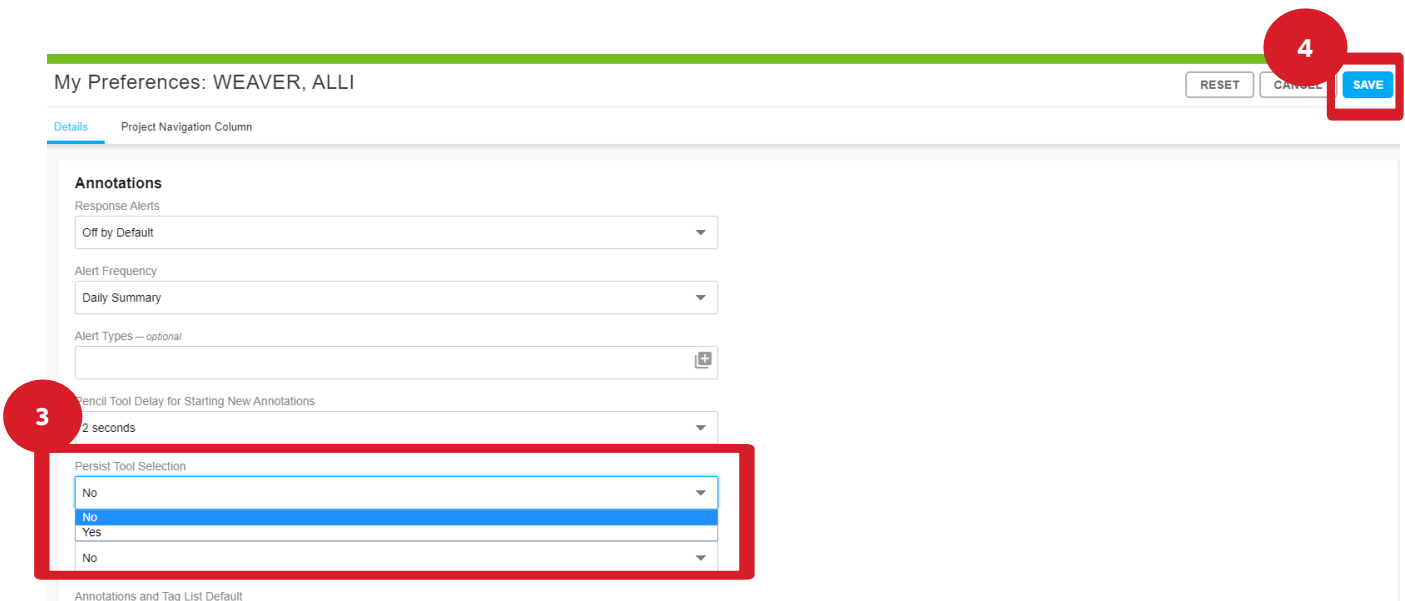 4
My Preferences: WEAVER, ALLI
RESET
CANCEL
SAVE
Details
Project Navigation Column
Annotations
Response Alerts
Off by Default
Alert Frequency
Daily Summary
Alert Types — optional
Pencil Tool Delay for Starting New Annotations
3
2 seconds
Persist Tool Selection
No
No
Yes
No
Annotations and Tag List Default